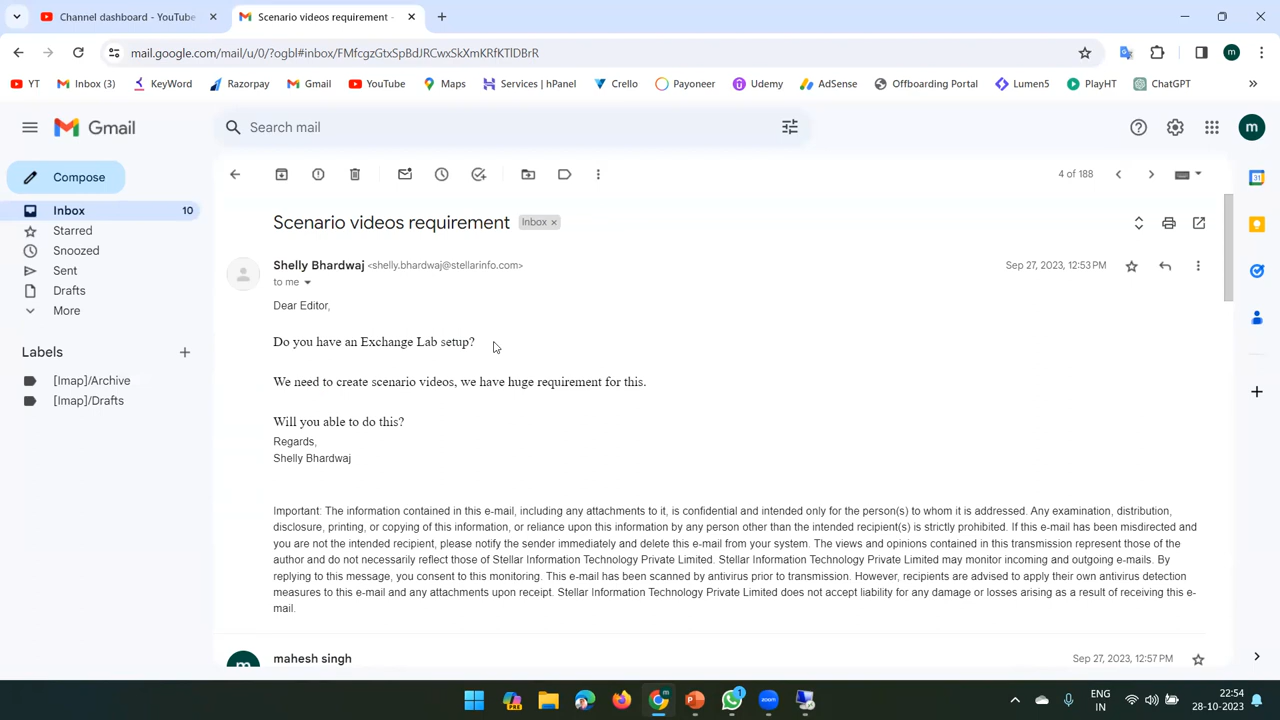 Channel dashboard - YouTube
Scenario videos requirement -
mail.google.com/mail/u/0/?ogbl#inbox/FMfcgzGtxSpBdJRCwxSkXmKRfKTlDBrR
YT Inbox (3) KeyWord Razorpay Gmail YouTube Maps Services | hPanel Crello Payoneer Udemy AdSense Offboarding Portal Lumen5 PlayHT ChatGPT
m
Gmail
Search mail
m
Compose
4 of 188
Inbox 10
Starred
Snoozed
Sent
Drafts
More
Labels
[Imap]/Archive
[Imap]/Drafts
Scenario videos requirement Inbox
Shelly Bhardwaj <shelly.bhardwaj@stellarinfo.com> Sep 27, 2023, 12:53 PM
to me
Dear Editor,
Do you have an Exchange Lab setup?
We need to create scenario videos, we have huge requirement for this.
Will you able to do this?
Regards,
Shelly Bhardwaj
Important: The information contained in this e-mail, including any attachments to it, is confidential and intended only for the person(s) to whom it is addressed. Any examination, distribution,
disclosure, printing, or copying of this information, or reliance upon this information by any person other than the intended recipient(s) is strictly prohibited. If this e-mail has been misdirected and
you are not the intended recipient, please notify the sender immediately and delete this e-mail from your system. The views and opinions contained in this transmission represent those of the
author and do not necessarily reflect those of Stellar Information Technology Private Limited. Stellar Information Technology Private Limited may monitor incoming and outgoing e-mails. By
replying to this message, you consent to this monitoring. This e-mail has been scanned by antivirus prior to transmission. However, recipients are advised to apply their own antivirus detection
measures to this e-mail and any attachments upon receipt. Stellar Information Technology Private Limited does not accept liability for any damage or losses arising as a result of receiving this e-
mail.
mahesh singh Sep 27, 2023, 12:57 PM
m
31
1
ENG
IN
22:54
28-10-2023